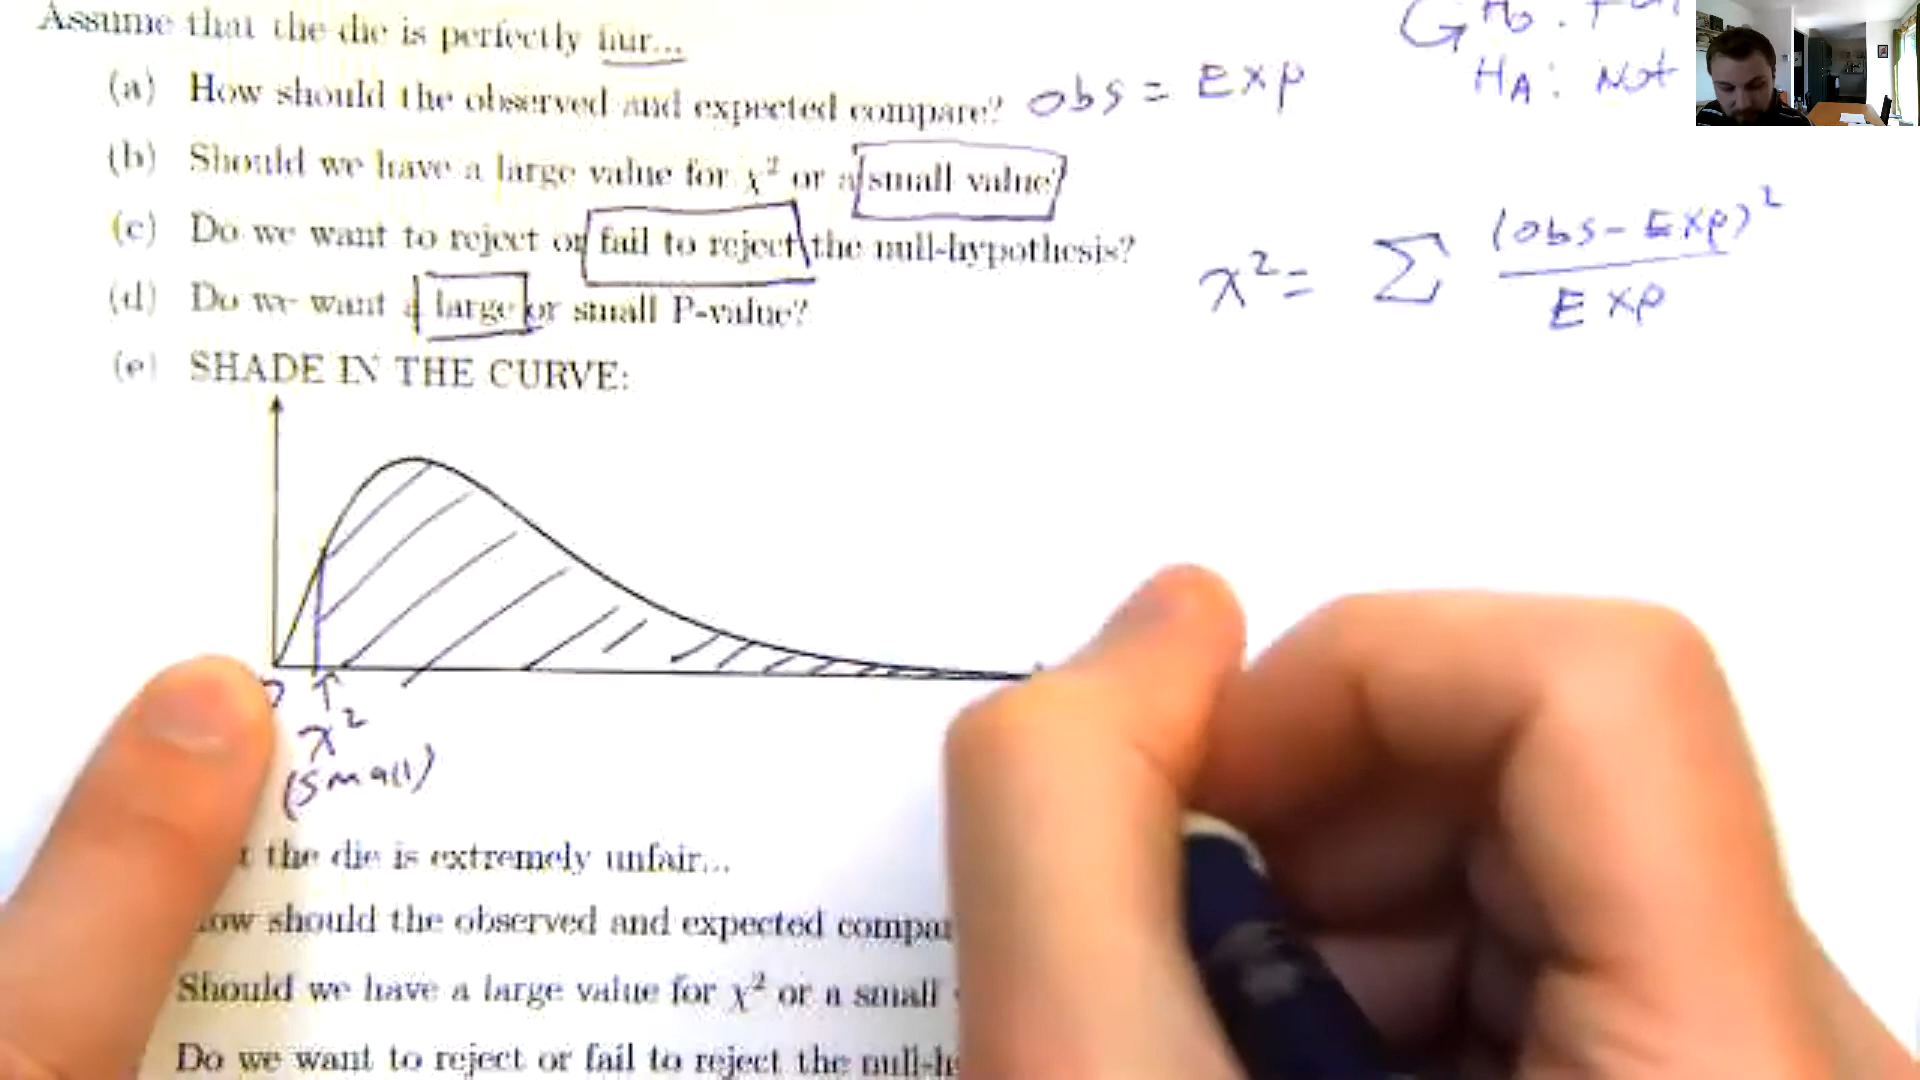 Assume that the die is perfectly fair...
H₀:
H_A: Not
(a) How should the observed and expected compare? obs = Exp
(b) Should we have a large value for χ² or a small value?
(c) Do we want to reject or fail to reject the null-hypothesis?
χ² = Σ (obs - Exp)² / Exp
(d) Do we want a large or small P-value?
(e) SHADE IN THE CURVE:
χ²
(small)
the die is extremely unfair...
should the observed and expected
Should we have a large value for χ² or a small
Do we want to reject or fail to reject the